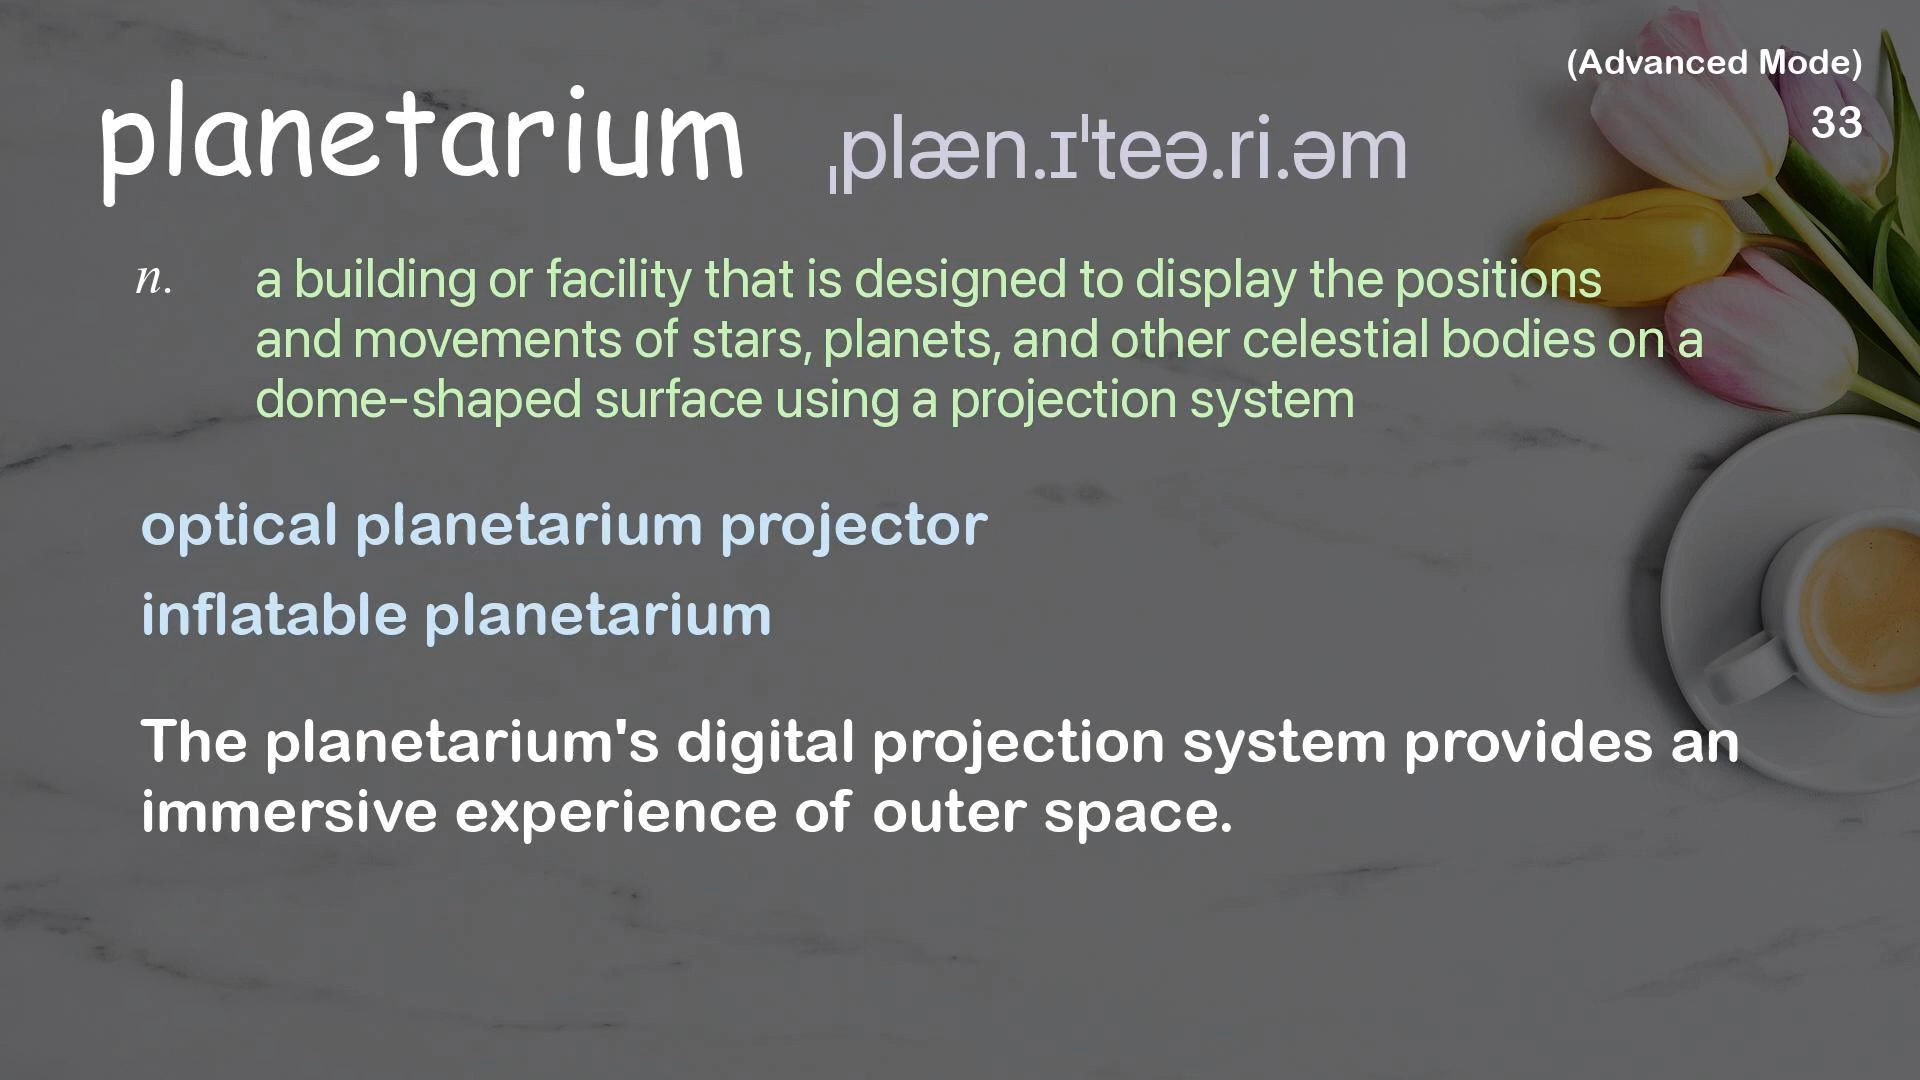 (Advanced Mode)
planetarium ˌplæn.ɪˈteə.ri.əm
33
n. a building or facility that is designed to display the positions
and movements of stars, planets, and other celestial bodies on a
dome-shaped surface using a projection system
optical planetarium projector
inflatable planetarium
The planetarium's digital projection system provides an
immersive experience of outer space.